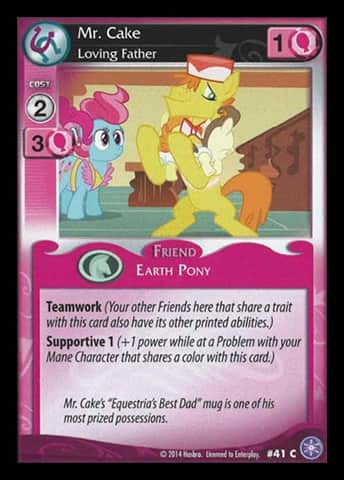 Mr. Cake
Loving Father
1
COST
2
3
FRIEND
EARTH PONY
Teamwork (Your other Friends here that share a trait
with this card also have its other printed abilities.)
Supportive 1 (+1 power while at a Problem with your
Mane Character that shares a color with this card.)
Mr. Cake's "Equestria's Best Dad" mug is one of his
most prized possessions.
© 2014 Hasbro. Licensed to Enterplay. #41 C